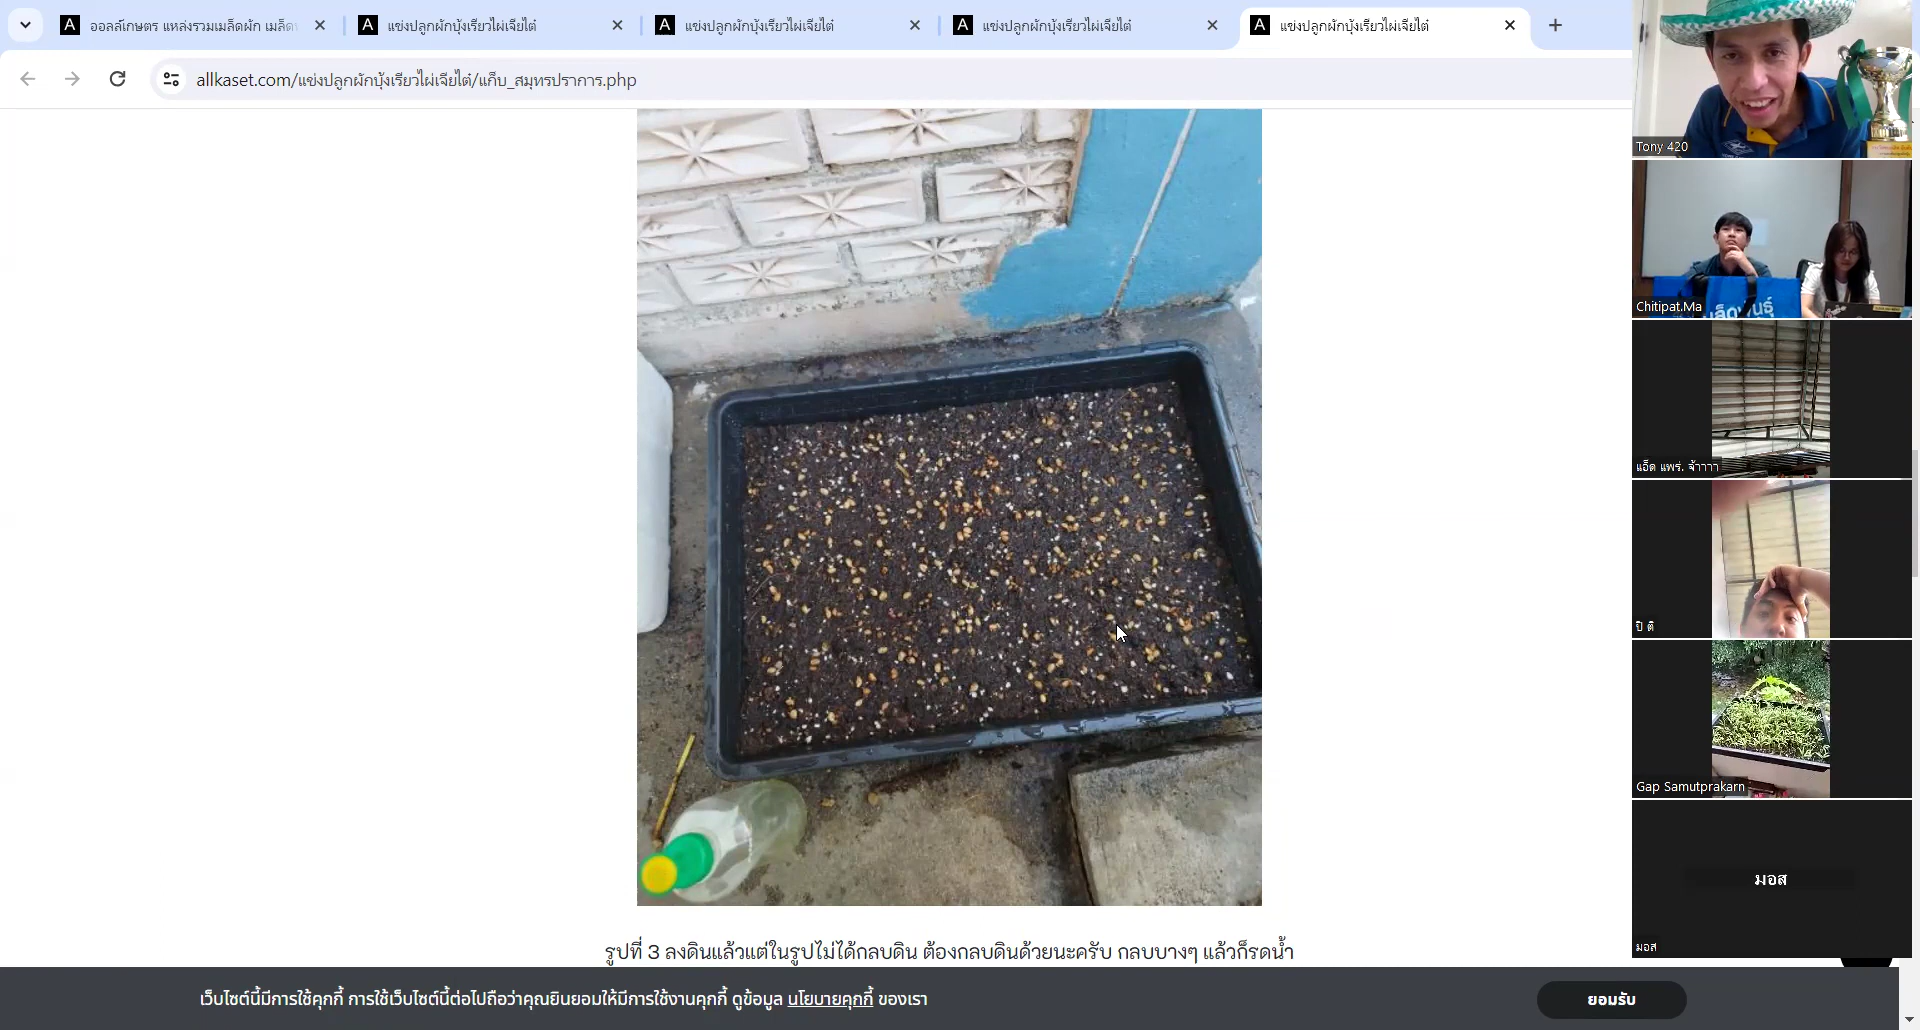 ออลล์เกษตร แหล่งรวมเมล็ดผัก เมล็ด
แข่งปลูกผักบุ้งเรียวไผ่เจียไต๋
แข่งปลูกผักบุ้งเรียวไผ่เจียไต๋
แข่งปลูกผักบุ้งเรียวไผ่เจียไต๋
แข่งปลูกผักบุ้งเรียวไผ่เจียไต๋
allkaset.com/แข่งปลูกผักบุ้งเรียวไผ่เจียไต๋/แก็บ_สมุทรปราการ.php
Tony 420
Chitipat.Ma
แอ็ด แพร่. จ้าาาา
ปิ ติ
Gap Samutprakarn
มอส
มอส
รูปที่ 3 ลงดินแล้วแต่ในรูปไม่ได้กลบดิน ต้องกลบดินด้วยนะครับ กลบบางๆ แล้วก็รดน้ำ
เว็บไซต์นี้มีการใช้คุกกี้ การใช้เว็บไซต์นี้ต่อไปถือว่าคุณยินยอมให้มีการใช้งานคุกกี้ ดูข้อมูล นโยบายคุกกี้ ของเรา
ยอมรับ